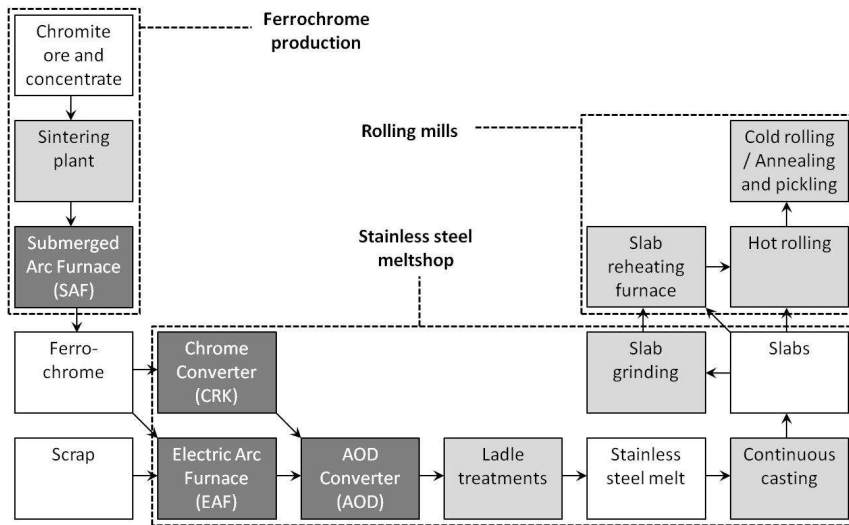 Chromite
ore and
concentrate
Ferrochrome
production
Sintering
plant
Rolling mills
Cold rolling
/ Annealing
and pickling
Submerged
Arc Furnace
(SAF)
Stainless steel
meltshop
Slab
reheating
furnace
Hot rolling
Ferro-
chrome
Chrome
Converter
(CRK)
Slab
grinding
Slabs
Scrap
Electric Arc
Furnace
(EAF)
AOD
Converter
(AOD)
Ladle
treatments
Stainless
steel melt
Continuous
casting